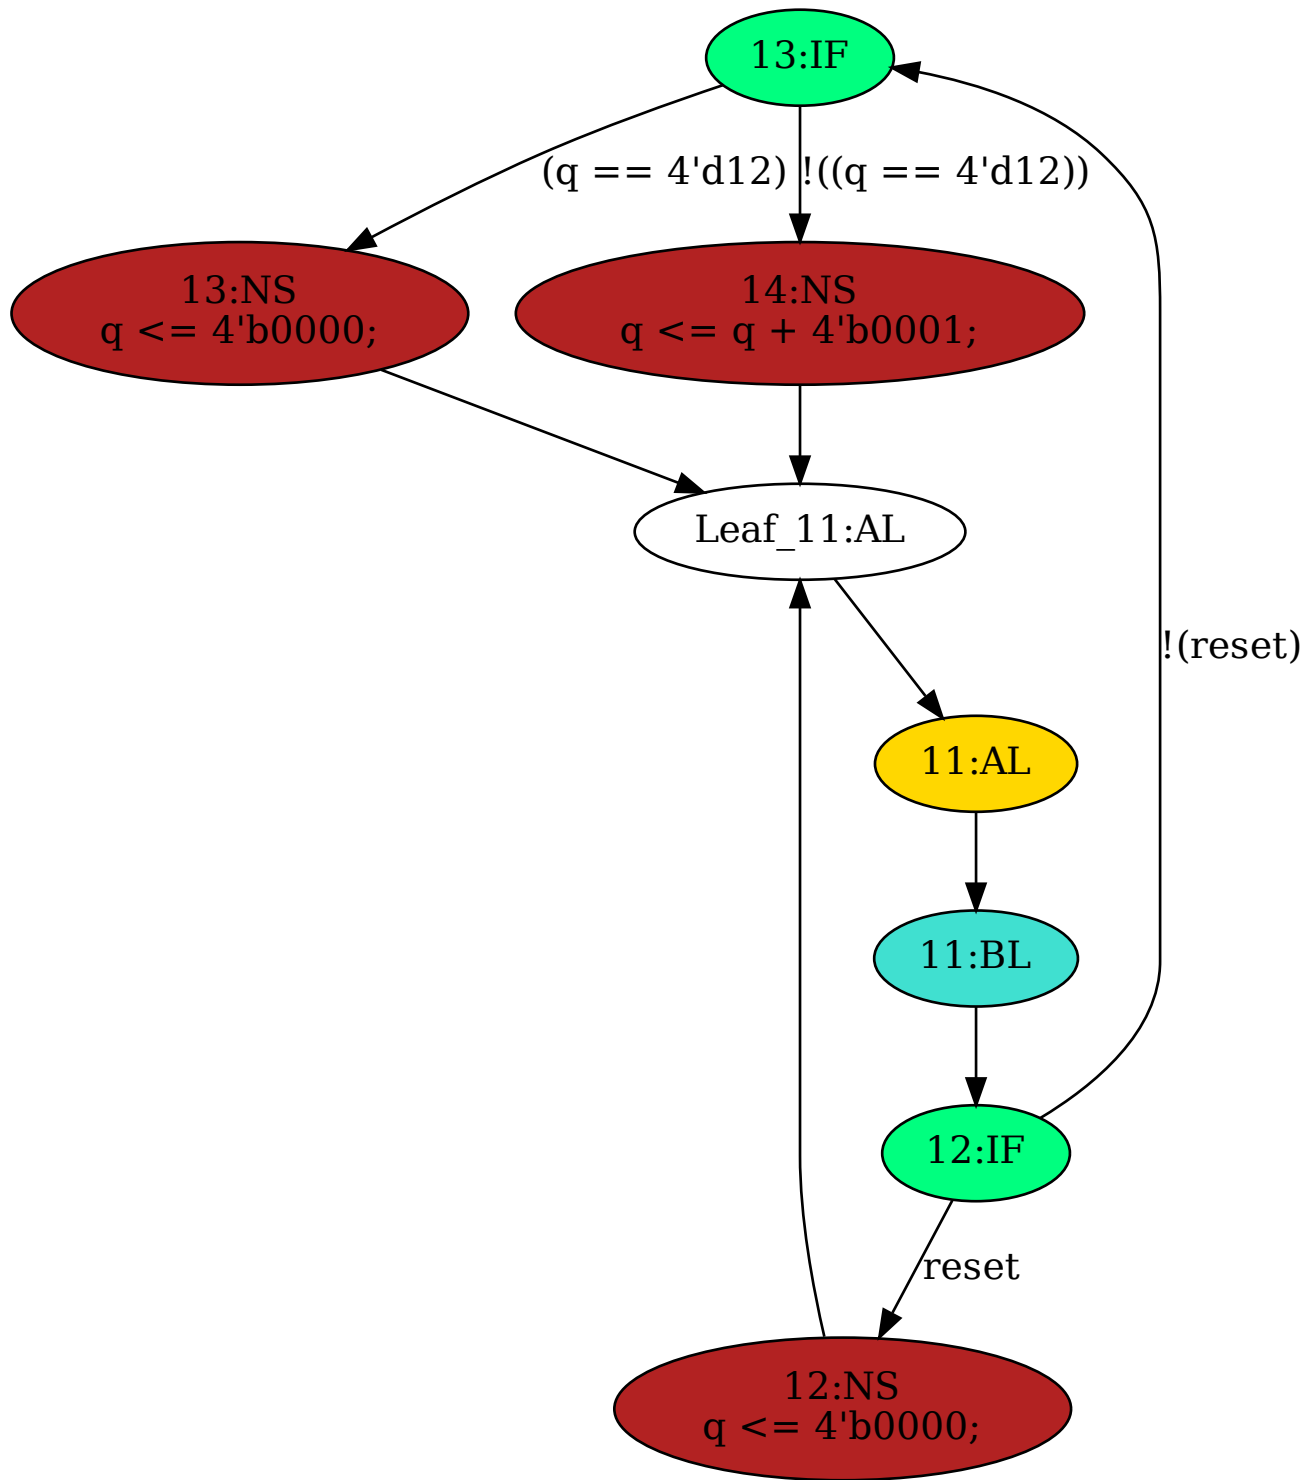 13:IF
(q == 4'd12)
!((q == 4'd12))
13:NS
q <= 4'b0000;
14:NS
q <= q + 4'b0001;
Leaf_11:AL
!(reset)
11:AL
11:BL
12:IF
reset
12:NS
q <= 4'b0000;